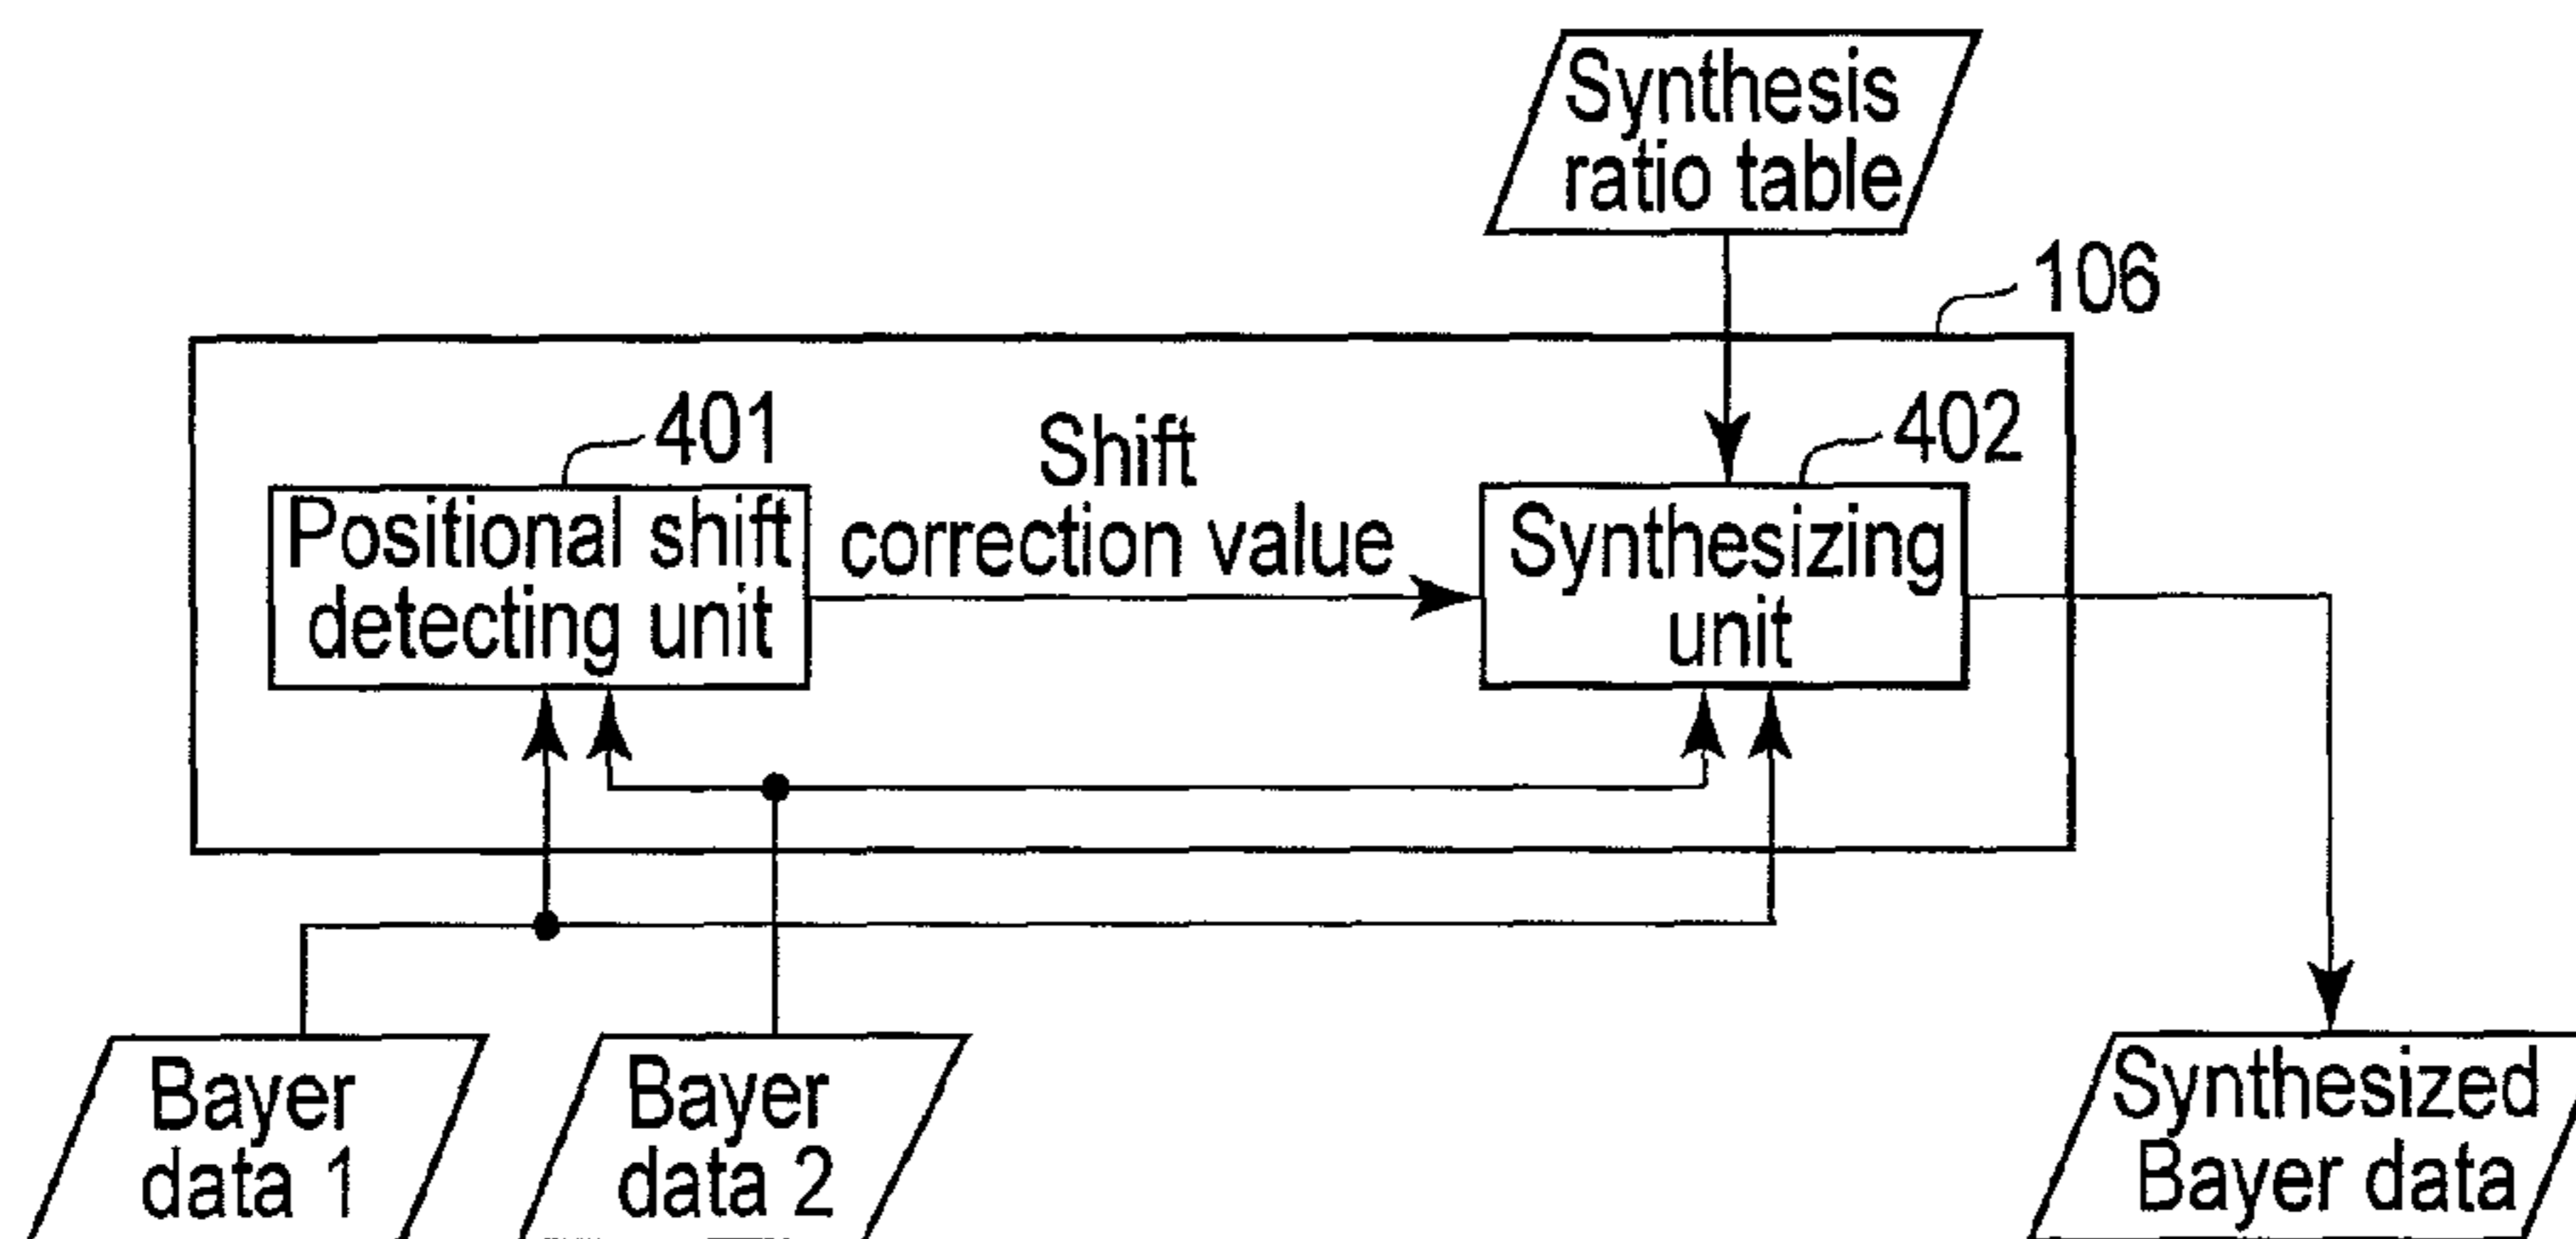 Synthesis
ratio table
106
401
Shift
correction value
402
Positional shift
detecting unit
Synthesizing
unit
Bayer
data 1
Bayer
data 2
Synthesized
Bayer data